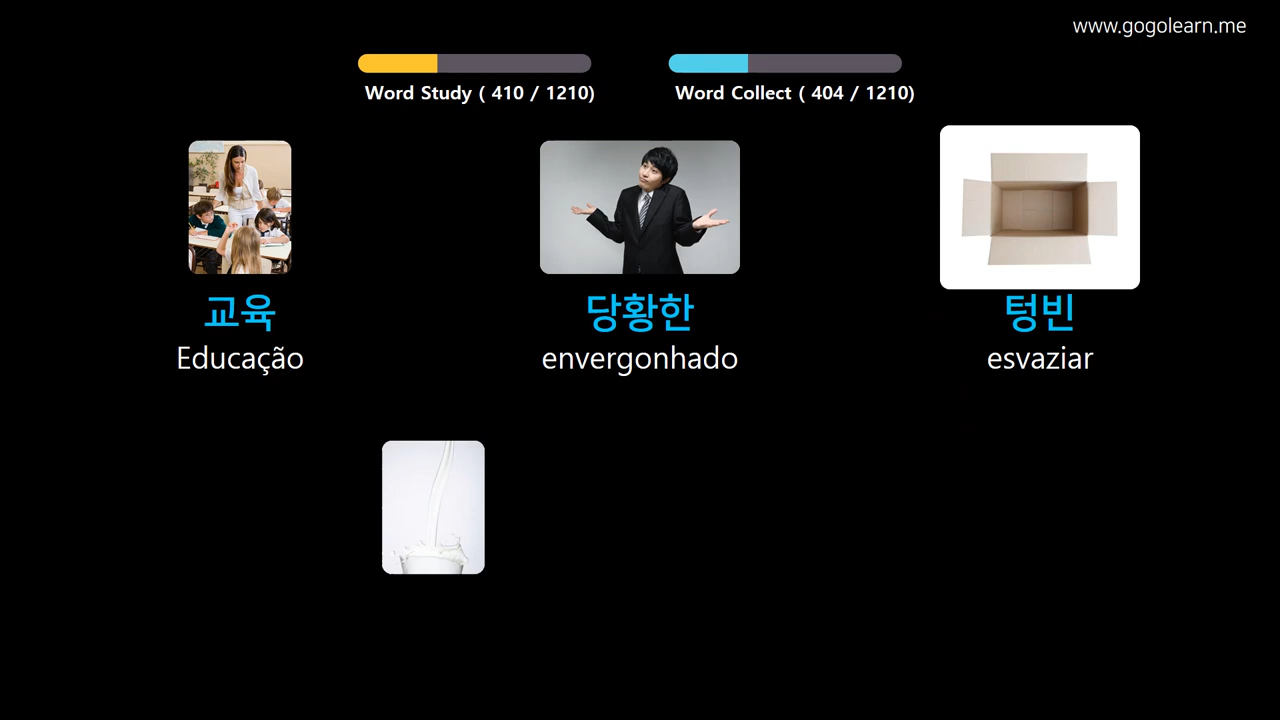 www.gogolearn.me
Word Study ( 410 / 1210)
Word Collect ( 404 / 1210)
교육
Educação
당황한
envergonhado
텅빈
esvaziar